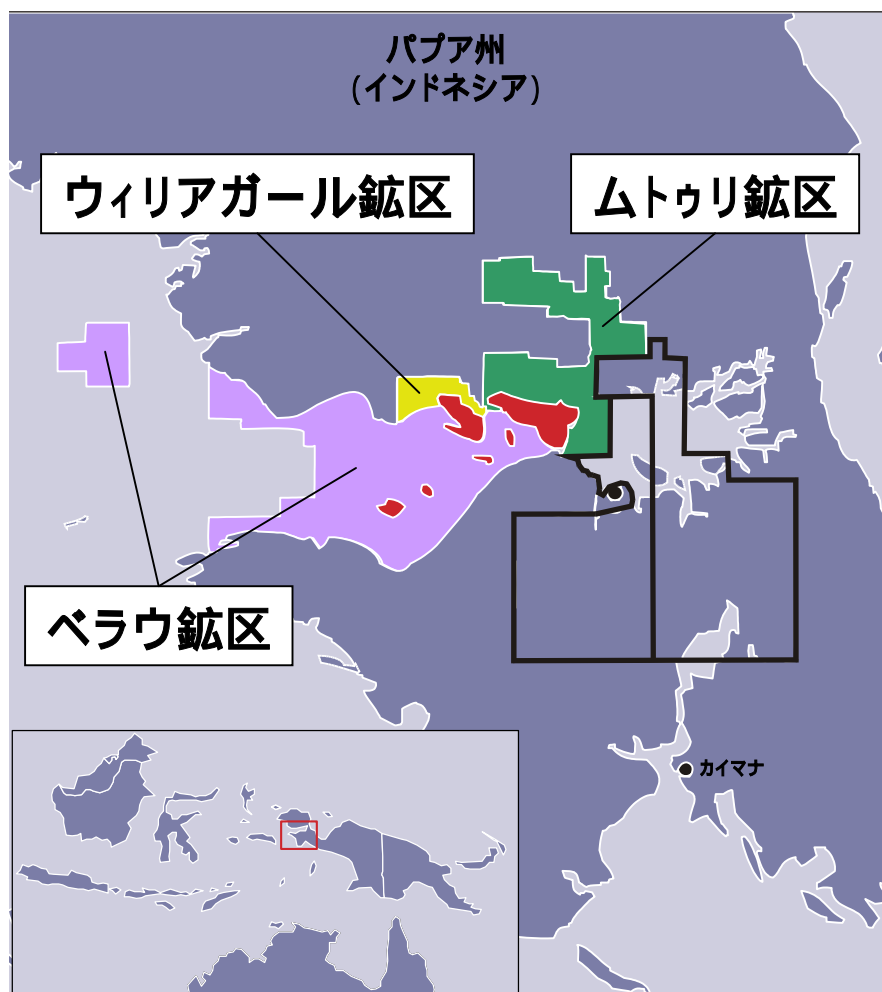 パプア州
(インドネシア)
ウィリアガール鉱区
ムトゥリ鉱区
ベラウ鉱区
カイマナ